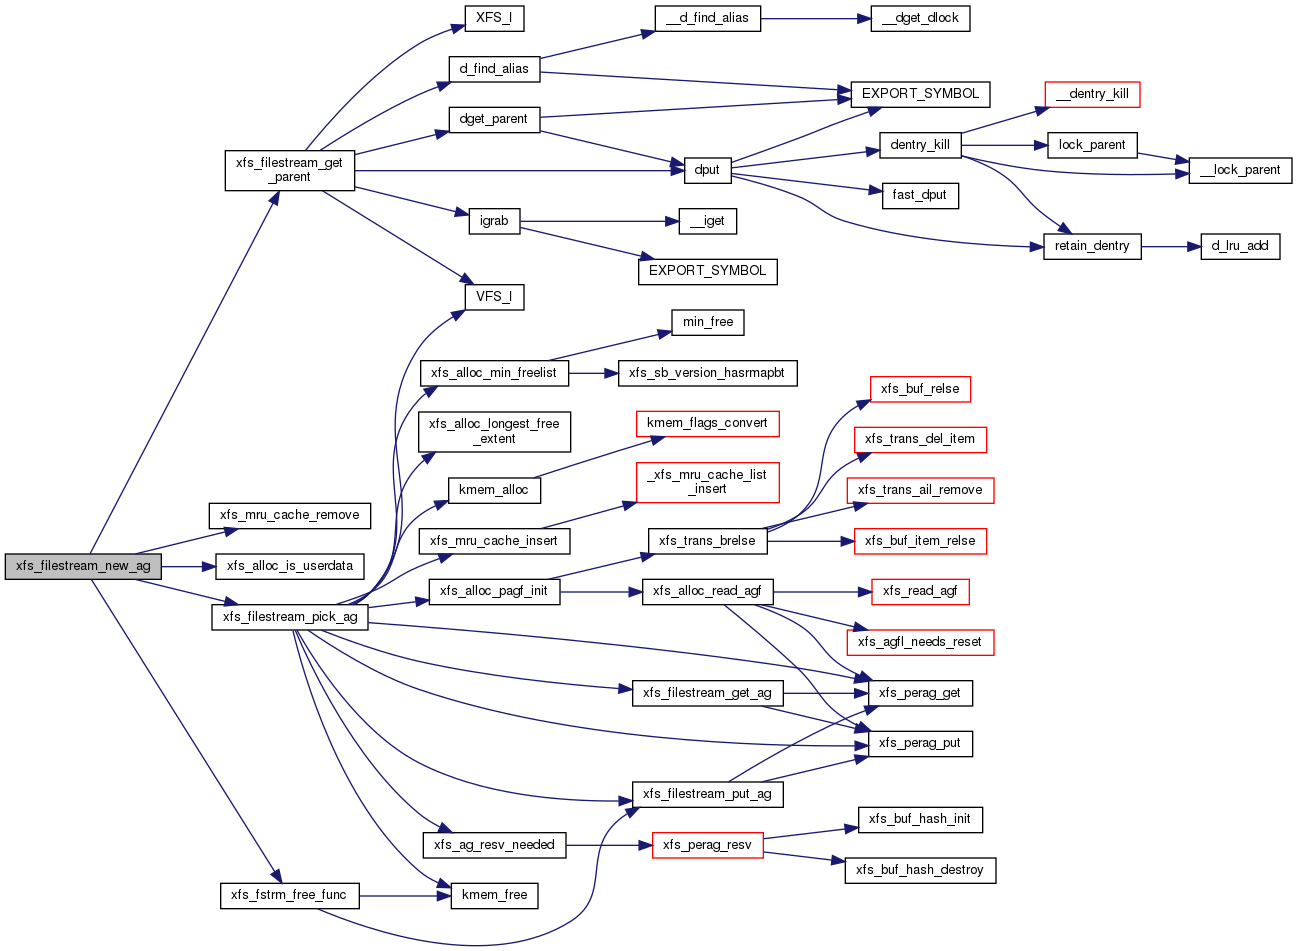 XFS_I
__d_find_alias
__dget_dlock
d_find_alias
EXPORT_SYMBOL
__dentry_kill
dget_parent
dentry_kill
lock_parent
xfs_filestream_get
_parent
dput
__lock_parent
fast_dput
igrab
__iget
retain_dentry
d_lru_add
EXPORT_SYMBOL
VFS_I
min_free
xfs_alloc_min_freelist
xfs_sb_version_hasrmapbt
xfs_buf_relse
xfs_alloc_longest_free
_extent
kmem_flags_convert
xfs_trans_del_item
_xfs_mru_cache_list
_insert
kmem_alloc
xfs_trans_ail_remove
xfs_mru_cache_remove
xfs_mru_cache_insert
xfs_trans_brelse
xfs_buf_item_relse
xfs_filestream_new_ag
xfs_alloc_is_userdata
xfs_alloc_pagf_init
xfs_alloc_read_agf
xfs_read_agf
xfs_filestream_pick_ag
xfs_agfl_needs_reset
xfs_filestream_get_ag
xfs_perag_get
xfs_perag_put
xfs_filestream_put_ag
xfs_buf_hash_init
xfs_ag_resv_needed
xfs_perag_resv
xfs_buf_hash_destroy
xfs_fstrm_free_func
kmem_free